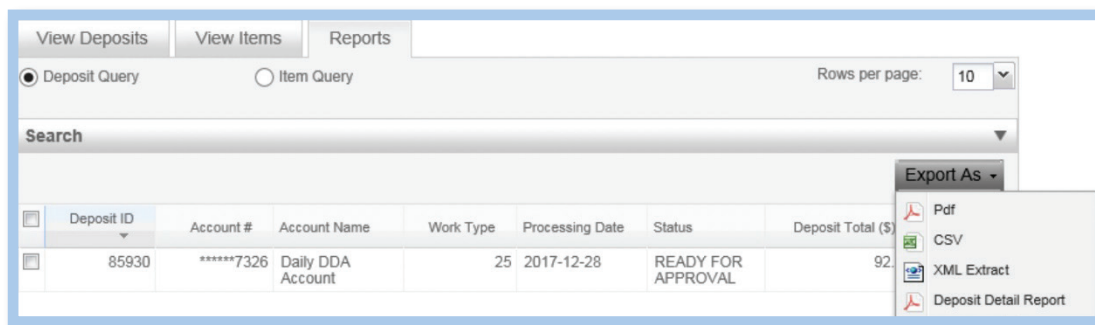 View Deposits View Items Reports
Deposit Query Item Query Rows per page: 10
Search
Export As
Deposit ID Account # Account Name Work Type Processing Date Status Deposit Total ($)
85930 ******7326 Daily DDA Account 25 2017-12-28 READY FOR APPROVAL 92.
Pdf
CSV
XML Extract
Deposit Detail Report